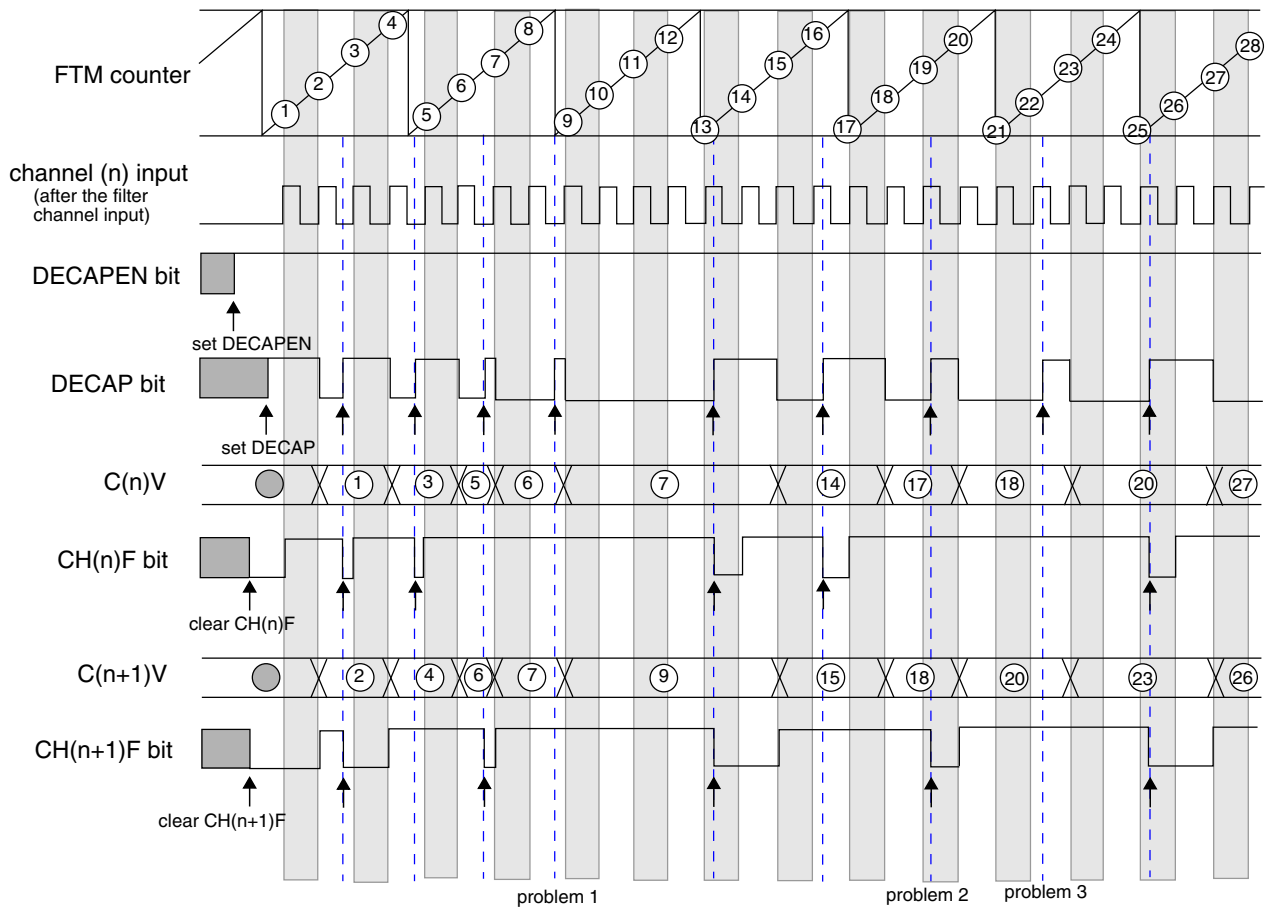 FTM counter
1 2 3 4 5 6 7 8 9 10 11 12 13 14 15 16 17 18 19 20 21 22 23 24 25 26 27 28
channel (n) input
(after the filter
channel input)
DECAPEN bit
set DECAPEN
DECAP bit
set DECAP
C(n)V
1 3 5 6 7 14 17 18 20 27
CH(n)F bit
clear CH(n)F
C(n+1)V
2 4 6 7 9 15 18 20 23 26
CH(n+1)F bit
clear CH(n+1)F
problem 1 problem 2 problem 3